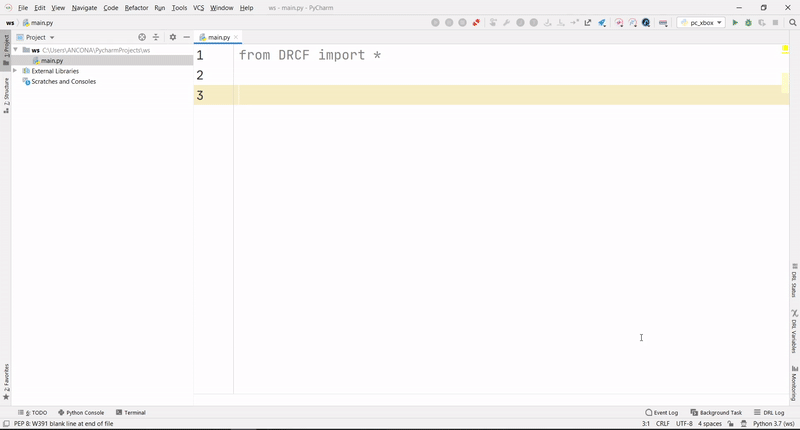 File Edit View Navigate Code Refactor Run Tools VCS Window Help ws - main.py - PyCharm
ws main.py pc_xbox
Project main.py
1: Project
ws C:\Users\ANCONA\PycharmProjects\ws
main.py
External Libraries
Scratches and Consoles
7: Structure
2: Favorites
1 from DRCF import *
2
3
DRL Status
DRL Variables
Monitoring
6: TODO Python Console Terminal Event Log Background Task DRL Log
PEP 8: W391 blank line at end of file 3:1 CRLF UTF-8 4 spaces Python 3.7 (ws)